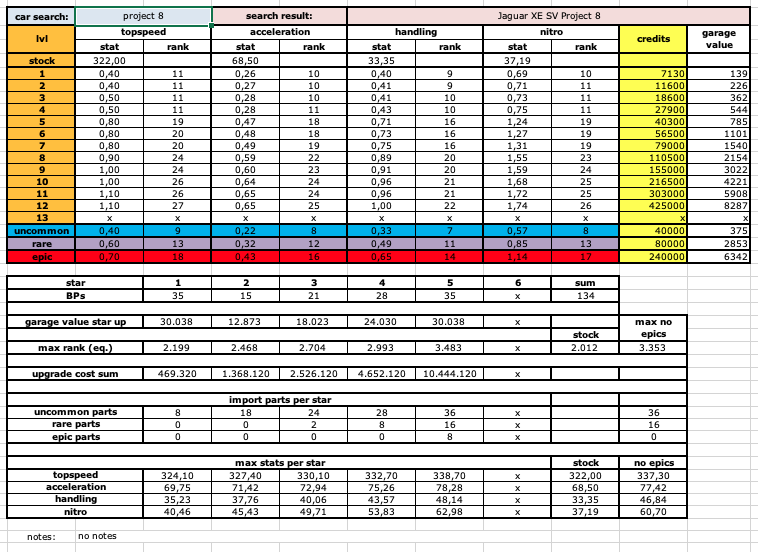 car search: project 8 search result: Jaguar XE SV Project 8
lvl topspeed acceleration handling nitro credits garage value
stat rank stat rank stat rank stat rank
stock 322,00 68,50 33,35 37,19
1 0,40 11 0,26 10 0,40 9 0,69 10 7130 139
2 0,40 11 0,27 10 0,41 9 0,71 11 11600 226
3 0,50 11 0,28 10 0,41 10 0,73 11 18600 362
4 0,50 11 0,28 11 0,43 10 0,75 11 27900 544
5 0,80 19 0,47 18 0,71 16 1,24 19 40300 785
6 0,80 20 0,48 18 0,73 16 1,27 19 56500 1101
7 0,80 20 0,49 19 0,75 16 1,31 19 79000 1540
8 0,90 24 0,59 22 0,89 20 1,55 23 110500 2154
9 1,00 24 0,60 23 0,91 20 1,59 24 155000 3022
10 1,00 26 0,64 24 0,96 21 1,68 25 216500 4221
11 1,10 26 0,65 24 0,96 21 1,72 25 303000 5908
12 1,10 27 0,65 25 1,00 22 1,74 26 425000 8287
13 x x x x x x x x x x
uncommon 0,40 9 0,22 8 0,33 7 0,57 8 40000 375
rare 0,60 13 0,32 12 0,49 11 0,85 13 80000 2853
epic 0,70 18 0,43 16 0,65 14 1,14 17 240000 6342
star 1 2 3 4 5 6 sum
BPs 35 15 21 28 35 x 134
garage value star up 30.038 12.873 18.023 24.030 30.038 x max no epics
stock
max rank (eq.) 2.199 2.468 2.704 2.993 3.483 x 2.012 3.353
upgrade cost sum 469.320 1.368.120 2.526.120 4.652.120 10.444.120 x
import parts per star
uncommon parts 8 18 24 28 36 x 36
rare parts 0 0 2 8 16 x 16
epic parts 0 0 0 0 8 x 0
max stats per star stock no epics
topspeed 324,10 327,40 330,10 332,70 338,70 x 322,00 337,30
acceleration 69,75 71,42 72,94 75,26 78,28 x 68,50 77,42
handling 35,23 37,76 40,06 43,57 48,14 x 33,35 46,84
nitro 40,46 45,43 49,71 53,83 62,98 x 37,19 60,70
notes: no notes